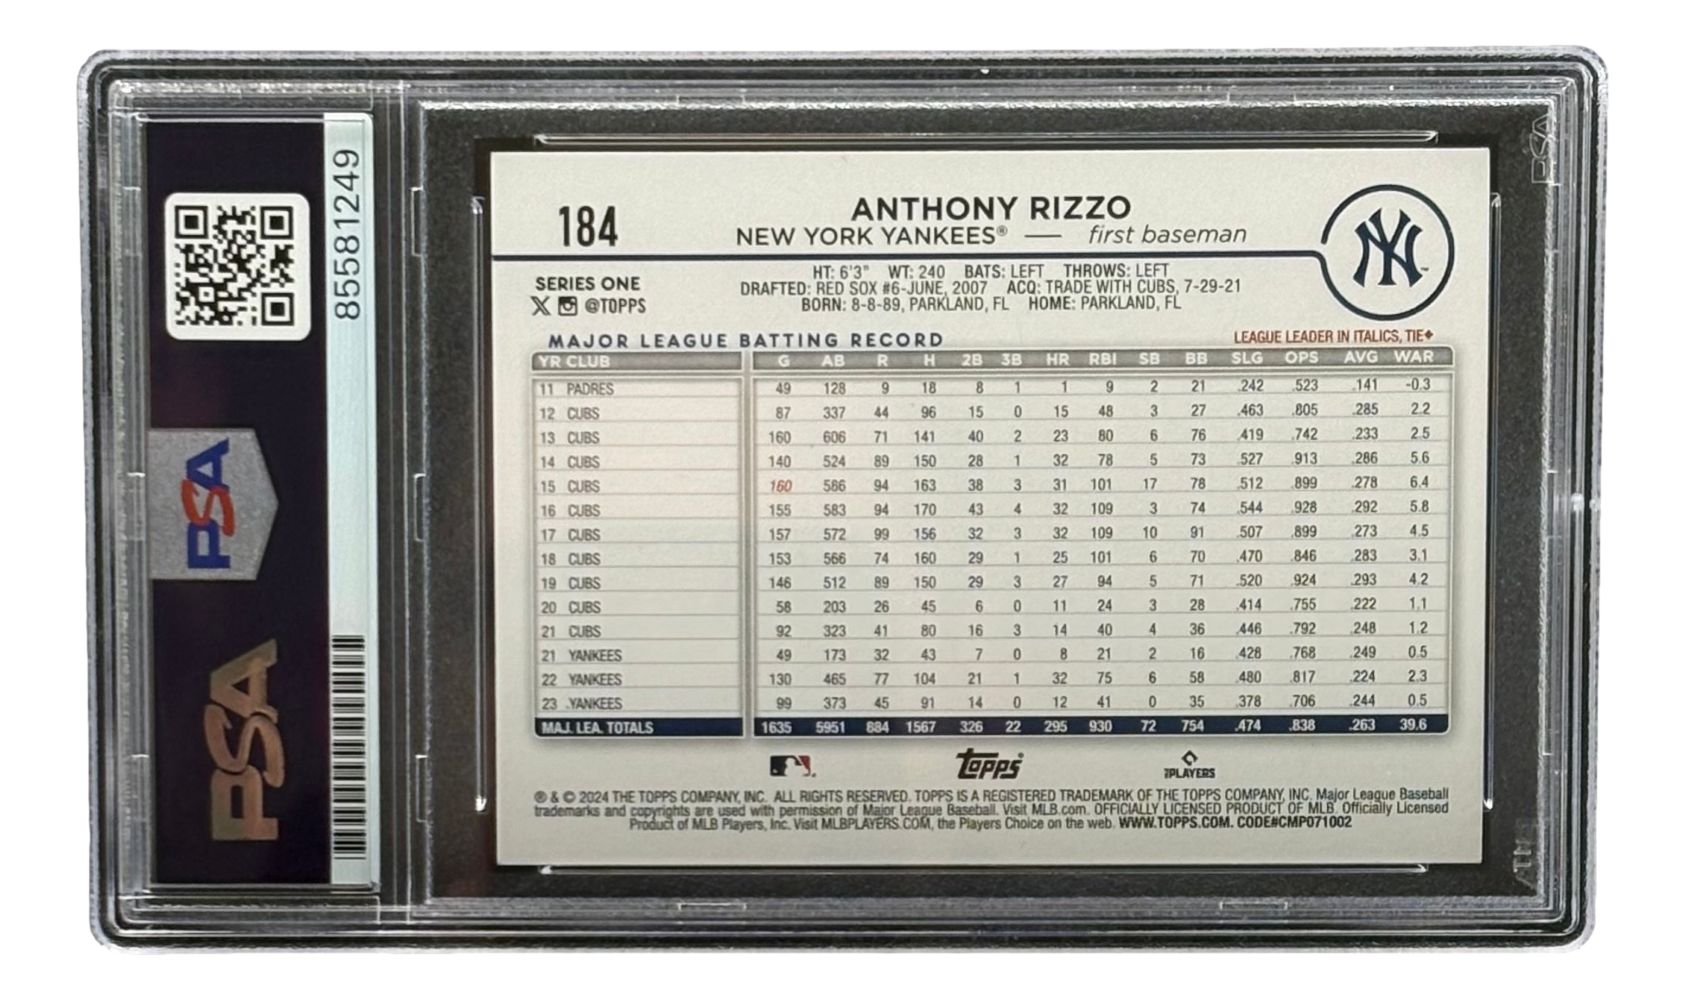 85581249
PSA
PSA
184
ANTHONY RIZZO
NEW YORK YANKEES® — first baseman
NY
SERIES ONE
@TOPPS
HT: 6'3" WT: 240 BATS: LEFT THROWS: LEFT
DRAFTED: RED SOX #6-JUNE, 2007 ACQ: TRADE WITH CUBS, 7-29-21
BORN: 8-8-89, PARKLAND, FL HOME: PARKLAND, FL
MAJOR LEAGUE BATTING RECORD
LEAGUE LEADER IN ITALICS, TIE♦
YR CLUB G AB R H 2B 3B HR RBI SB BB SLG OPS AVG WAR
11 PADRES 49 128 9 18 8 1 1 9 2 21 .242 .523 .141 -0.3
12 CUBS 87 337 44 96 15 0 15 48 3 27 .463 .805 .285 2.2
13 CUBS 160 606 71 141 40 2 23 80 6 76 .419 .742 .233 2.5
14 CUBS 140 524 89 150 28 1 32 78 5 73 .527 .913 .286 5.6
15 CUBS 160 586 94 163 38 3 31 101 17 78 .512 .899 .278 6.4
16 CUBS 155 583 94 170 43 4 32 109 3 74 .544 .928 .292 5.8
17 CUBS 157 572 99 156 32 3 32 109 10 91 .507 .899 .273 4.5
18 CUBS 153 566 74 160 29 1 25 101 6 70 .470 .846 .283 3.1
19 CUBS 146 512 89 150 29 3 27 94 5 71 .520 .924 .293 4.2
20 CUBS 58 203 26 45 6 0 11 24 3 28 .414 .755 .222 1.1
21 CUBS 92 323 41 80 16 3 14 40 4 36 .446 .792 .248 1.2
21 YANKEES 49 173 32 43 7 0 8 21 2 16 .428 .768 .249 0.5
22 YANKEES 130 465 77 104 21 1 32 75 6 58 .480 .817 .224 2.3
23 YANKEES 99 373 45 91 14 0 12 41 0 35 .378 .706 .244 0.5
MAJ. LEA. TOTALS 1635 5951 884 1567 326 22 295 930 72 754 .474 .838 .263 39.6
Topps
PLAYERS
® & © 2024 THE TOPPS COMPANY, INC. ALL RIGHTS RESERVED. TOPPS IS A REGISTERED TRADEMARK OF THE TOPPS COMPANY, INC. Major League Baseball
trademarks and copyrights are used with permission of Major League Baseball. Visit MLB.com. OFFICIALLY LICENSED PRODUCT OF MLB. Officially Licensed
Product of MLB Players, Inc. Visit MLBPLAYERS.COM, the Players Choice on the web. WWW.TOPPS.COM. CODE#CMP071002
PSA